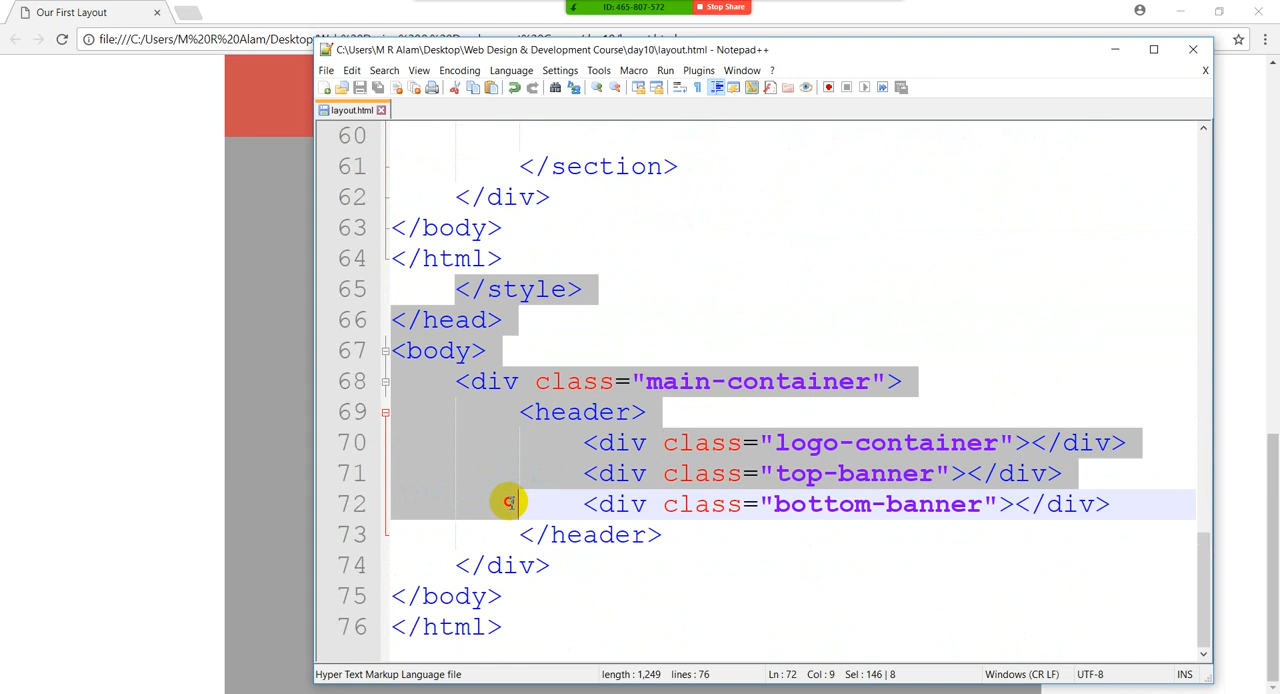 Our First Layout
ID: 465-807-572
Stop Share
file:///C:/Users/M%20R%20Alam/Desktop
C:\Users\M R Alam\Desktop\Web Design & Development Course\day10\layout.html - Notepad++
File Edit Search View Encoding Language Settings Tools Macro Run Plugins Window ? X
layout.html
60
61 </section>
62 </div>
63 </body>
64 </html>
65 </style>
66 </head>
67 <body>
68 <div class="main-container">
69 <header>
70 <div class="logo-container"></div>
71 <div class="top-banner"></div>
72 <div class="bottom-banner"></div>
73 </header>
74 </div>
75 </body>
76 </html>
Hyper Text Markup Language file length : 1,249 lines : 76 Ln : 72 Col : 9 Sel : 146 | 8 Windows (CR LF) UTF-8 INS